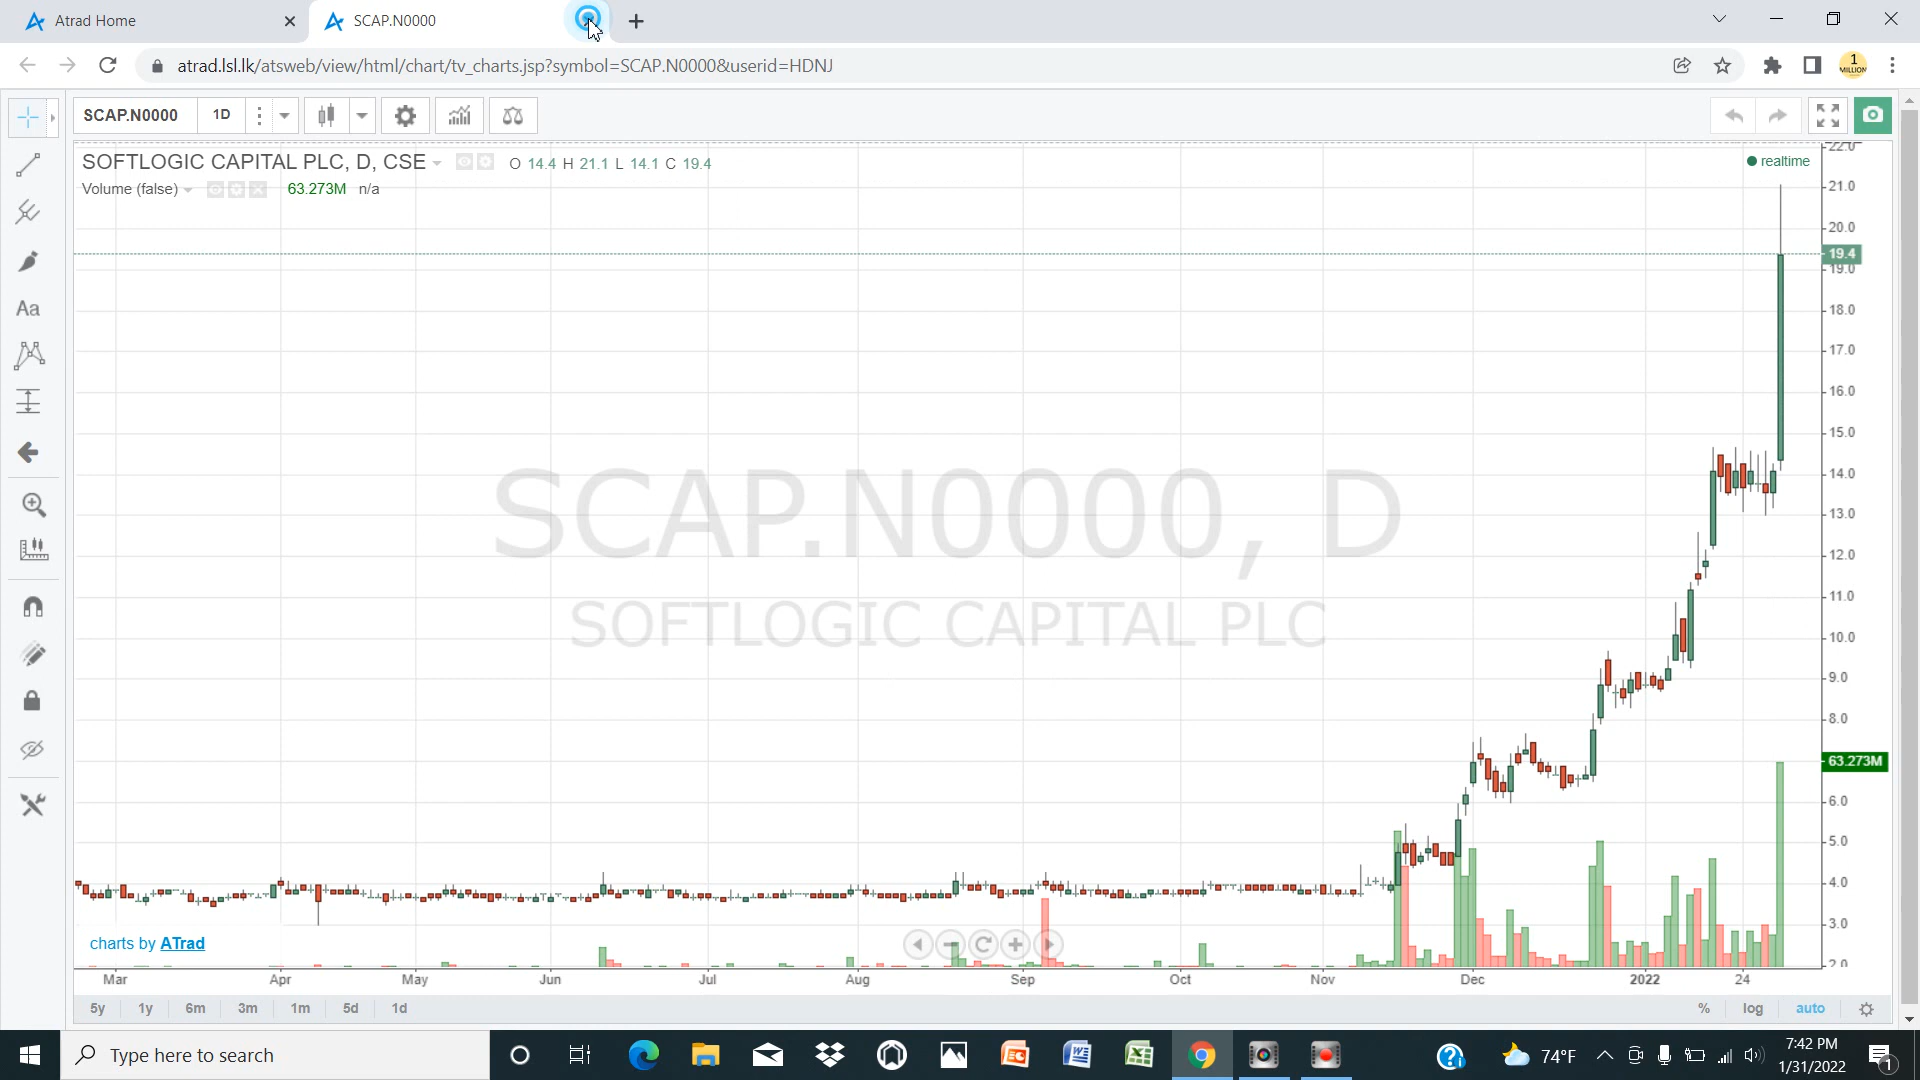 Atrad Home
SCAP.N0000
atrad.lsl.lk/atsweb/view/html/chart/tv_charts.jsp?symbol=SCAP.N0000&userid=HDNJ
1 MILLION
SCAP.N0000 1D
SOFTLOGIC CAPITAL PLC, D, CSE O 14.4 H 21.1 L 14.1 C 19.4
realtime
Volume (false) 63.273M n/a
Aa
22.0
21.0
20.0
19.4
19.0
18.0
17.0
16.0
15.0
14.0
13.0
12.0
11.0
10.0
9.0
8.0
63.273M
6.0
5.0
4.0
3.0
2.0
SCAP.N0000, D
SOFTLOGIC CAPITAL PLC
charts by ATrad
Mar Apr May Jun Jul Aug Sep Oct Nov Dec 2022 24
5y 1y 6m 3m 1m 5d 1d % log auto
Type here to search
74°F
7:42 PM
1/31/2022
1